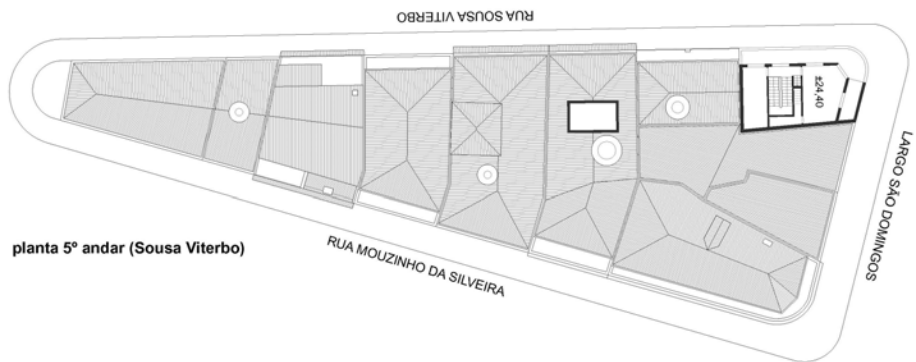 RUA SOUSA VITERBO
±24,40
LARGO SÃO DOMINGOS
planta 5º andar (Sousa Viterbo)
RUA MOUZINHO DA SILVEIRA